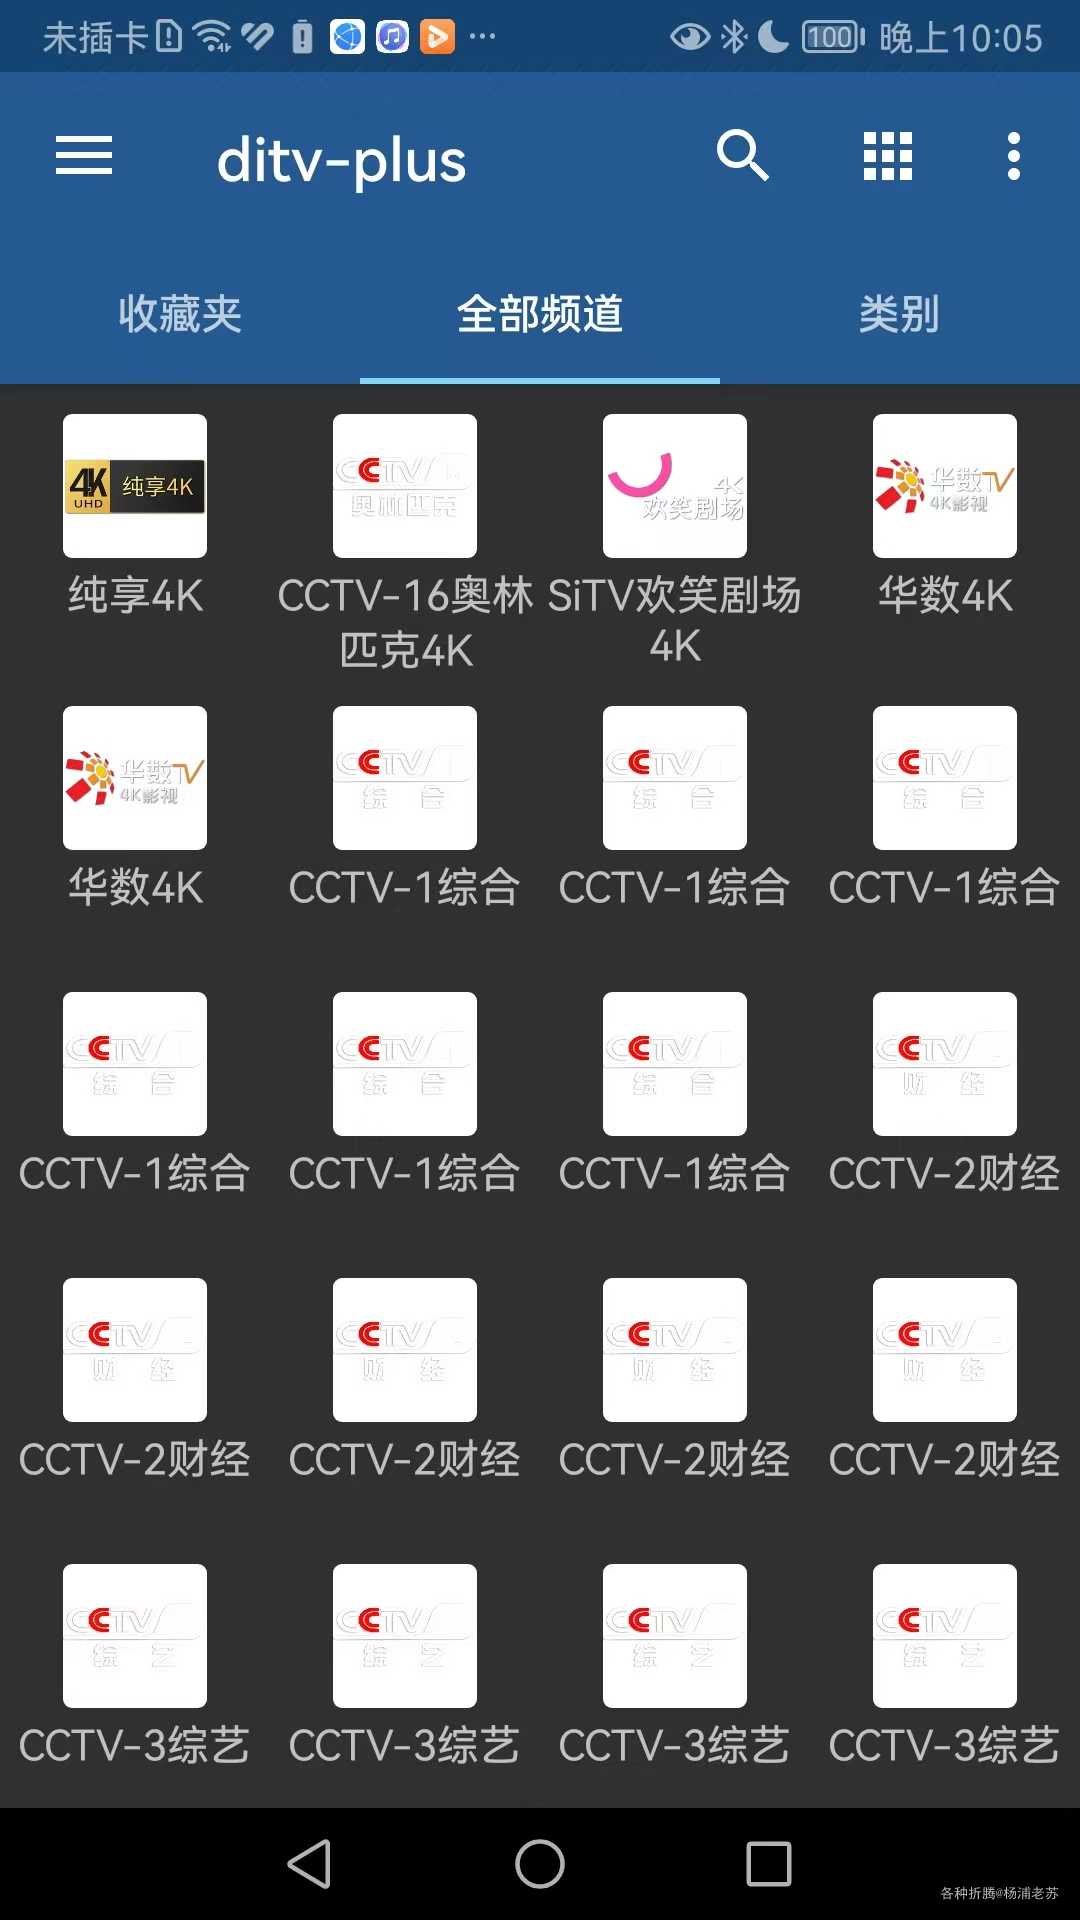 未插卡 100 晚上10:05
ditv-plus
收藏夹 全部频道 类别
4K UHD 纯享4K
CCTV 奥林匹克
4K 欢笑剧场
华数TV 4K影视
纯享4K
CCTV-16奥林匹克4K
SiTV欢笑剧场4K
华数4K
华数TV 4K影视
CCTV 综合
CCTV 综合
CCTV 综合
华数4K CCTV-1综合 CCTV-1综合 CCTV-1综合
CCTV 综合
CCTV 综合
CCTV 综合
CCTV 财经
CCTV-1综合 CCTV-1综合 CCTV-1综合 CCTV-2财经
CCTV 财经
CCTV 财经
CCTV 财经
CCTV 财经
CCTV-2财经 CCTV-2财经 CCTV-2财经 CCTV-2财经
CCTV 综艺
CCTV 综艺
CCTV 综艺
CCTV 综艺
CCTV-3综艺 CCTV-3综艺 CCTV-3综艺 CCTV-3综艺
各种折腾@杨浦老苏